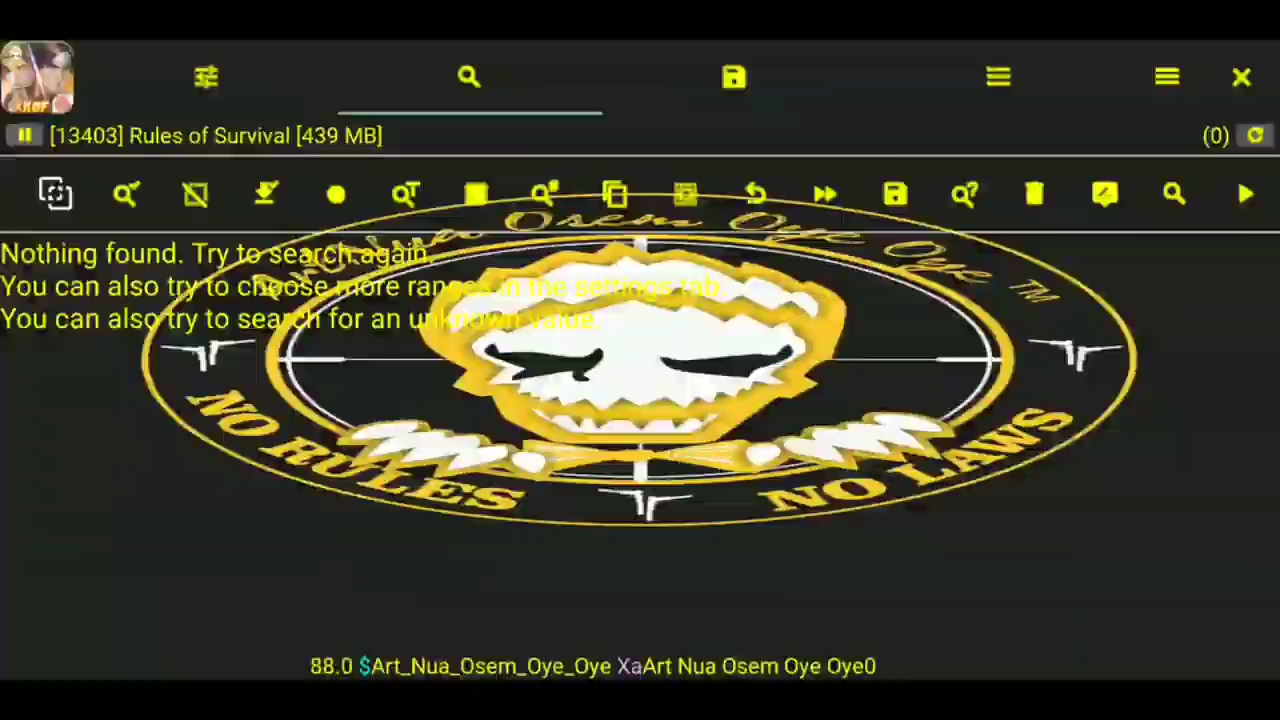 [13403] Rules of Survival [439 MB]
(0)
Nothing found. Try to search again.
You can also try to choose more ranges in the settings tab.
You can also try to search for an unknown value.
Osem Oye Oye ™
NO RULES
NO LAWS
88.0 $Art_Nua_Osem_Oye_Oye XaArt Nua Osem Oye Oye0